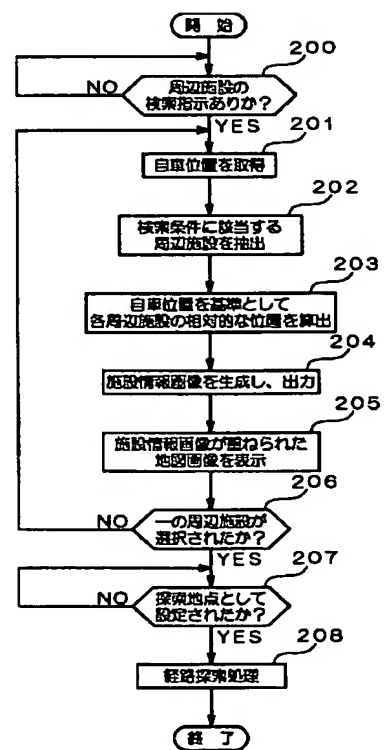 開 始
200
周辺施設の
検索指示ありか?
NO
YES
201
自車位置を取得
202
検索条件に該当する
周辺施設を抽出
203
自車位置を基準として
各周辺施設の相対的な位置を算出
204
施設情報画像を生成し、出力
205
施設情報画像が重ねられた
地図画像を表示
206
一の周辺施設が
選択されたか?
NO
YES
207
探索地点として
設定されたか?
NO
YES
208
経路探索処理
終 了